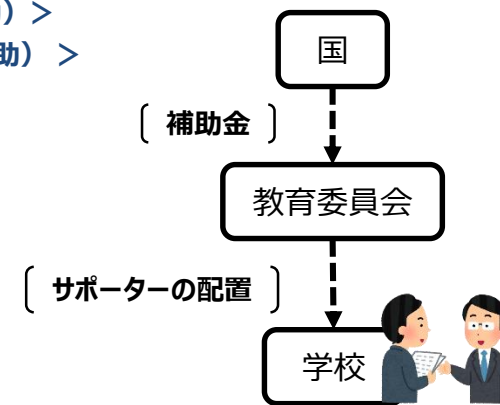 ）＞
助）＞
国
〔 補助金 〕
教育委員会
〔 サポーターの配置 〕
学校